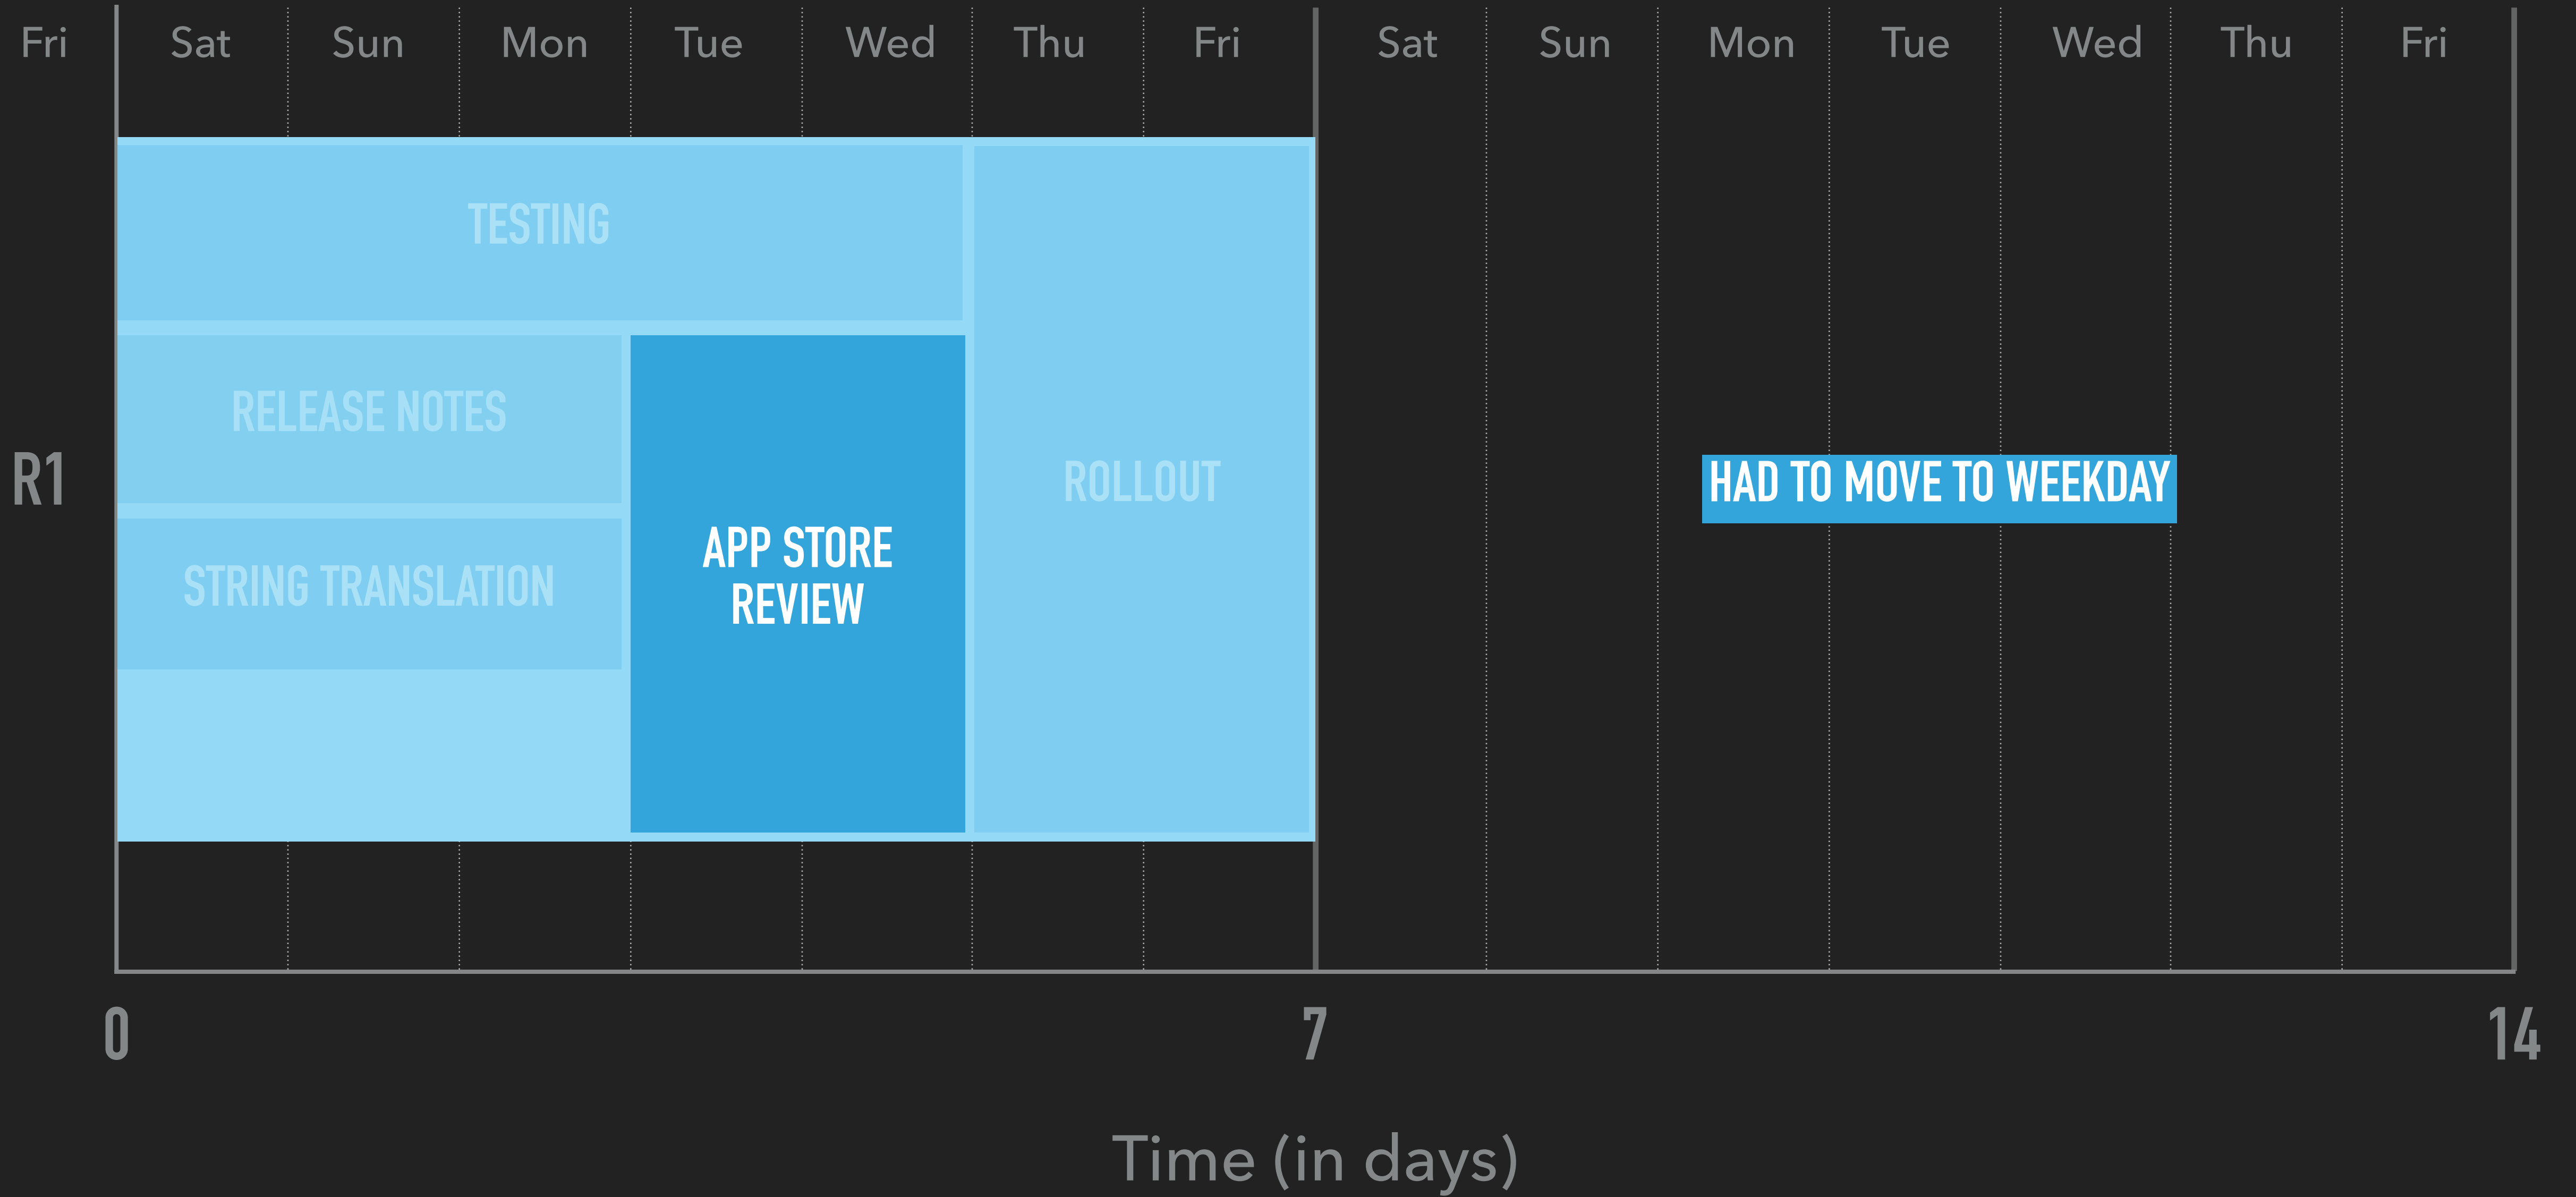 Fri Sat Sun Mon Tue Wed Thu Fri Sat Sun Mon Tue Wed Thu Fri
TESTING
RELEASE NOTES
R1
ROLLOUT
HAD TO MOVE TO WEEKDAY
STRING TRANSLATION
APP STORE
REVIEW
0 7 14
Time (in days)